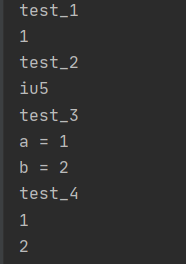 test_1
1
test_2
iu5
test_3
a = 1
b = 2
test_4
1
2